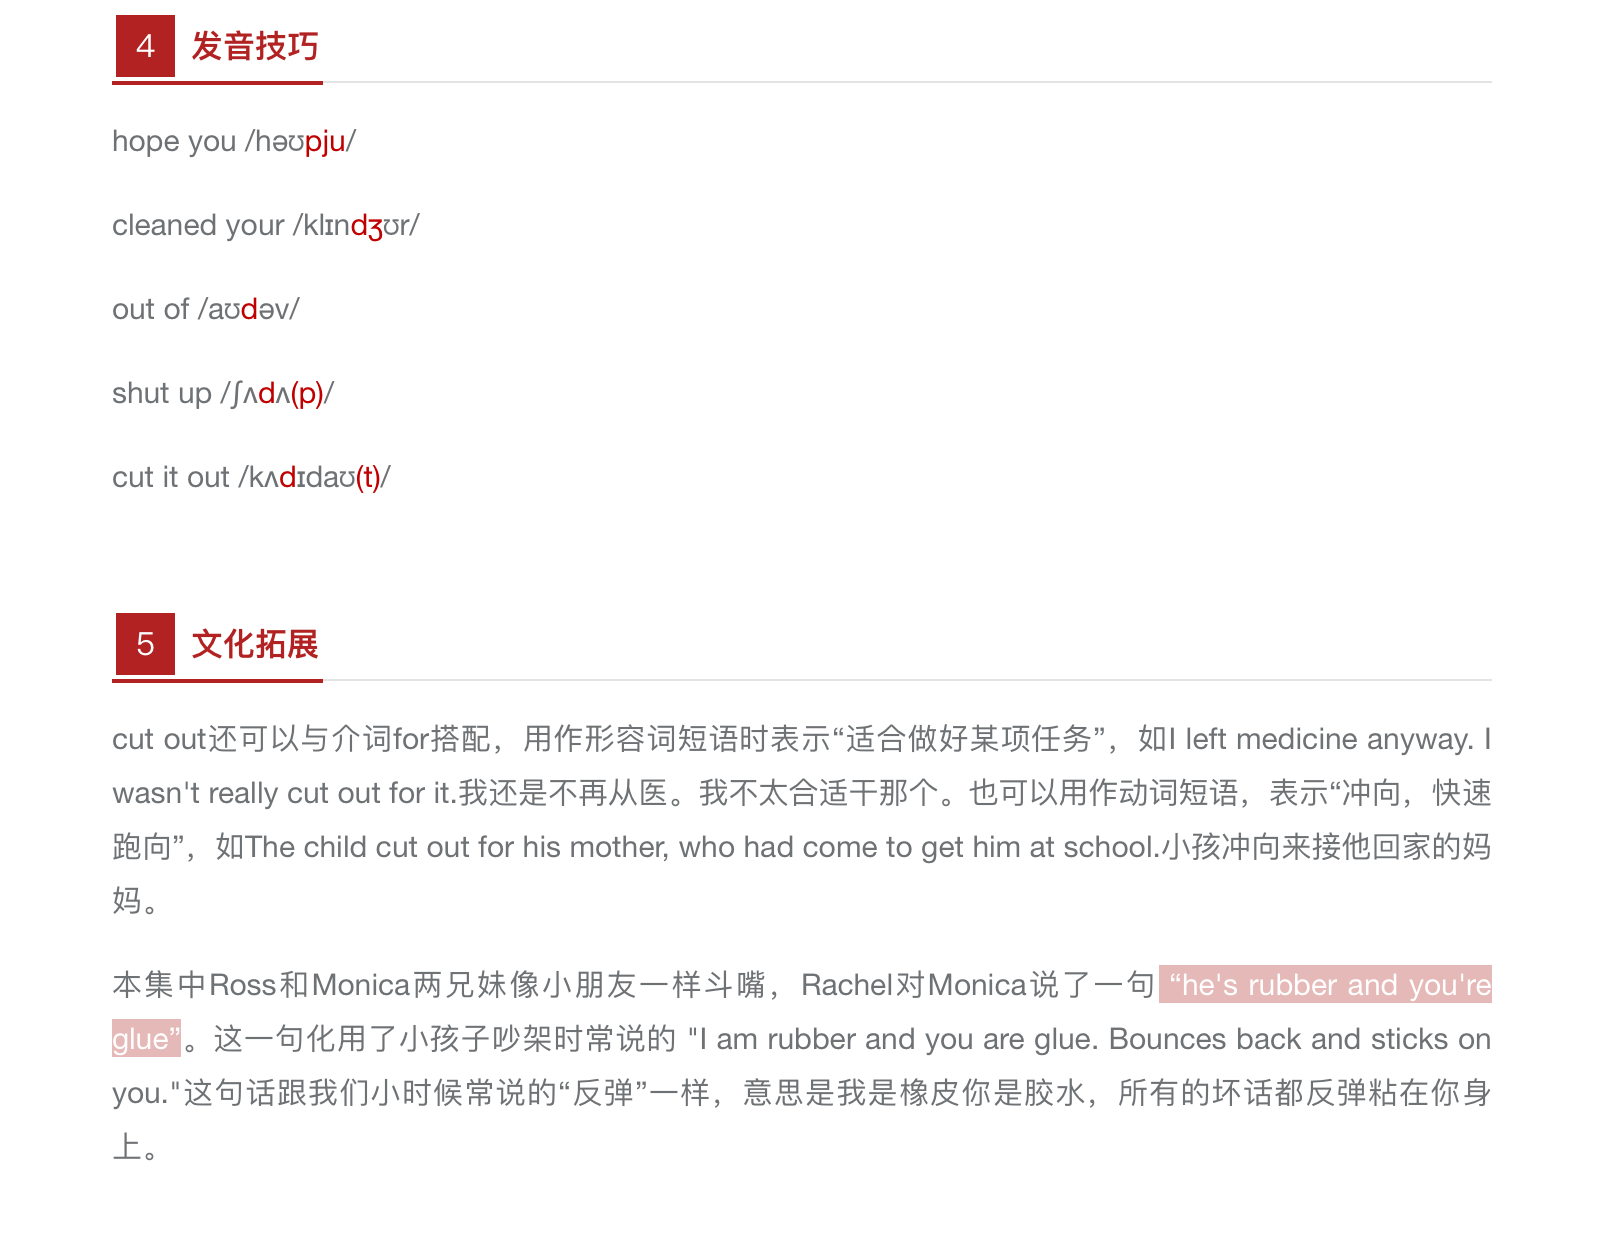 4 发音技巧
hope you /həʊpju/
cleaned your /klɪndʒʊr/
out of /aʊdəv/
shut up /ʃʌdʌ(p)/
cut it out /kʌdɪdaʊ(t)/
5 文化拓展
cut out还可以与介词for搭配，用作形容词短语时表示“适合做好某项任务”，如I left medicine anyway. I
wasn't really cut out for it.我还是不再从医。我不太合适干那个。也可以用作动词短语，表示“冲向，快速
跑向”，如The child cut out for his mother, who had come to get him at school.小孩冲向来接他回家的妈
妈。
本集中Ross和Monica两兄妹像小朋友一样斗嘴，Rachel对Monica说了一句 “he's rubber and you're
glue”。这一句化用了小孩子吵架时常说的 "I am rubber and you are glue. Bounces back and sticks on
you."这句话跟我们小时候常说的“反弹”一样，意思是我是橡皮你是胶水，所有的坏话都反弹粘在你身
上。